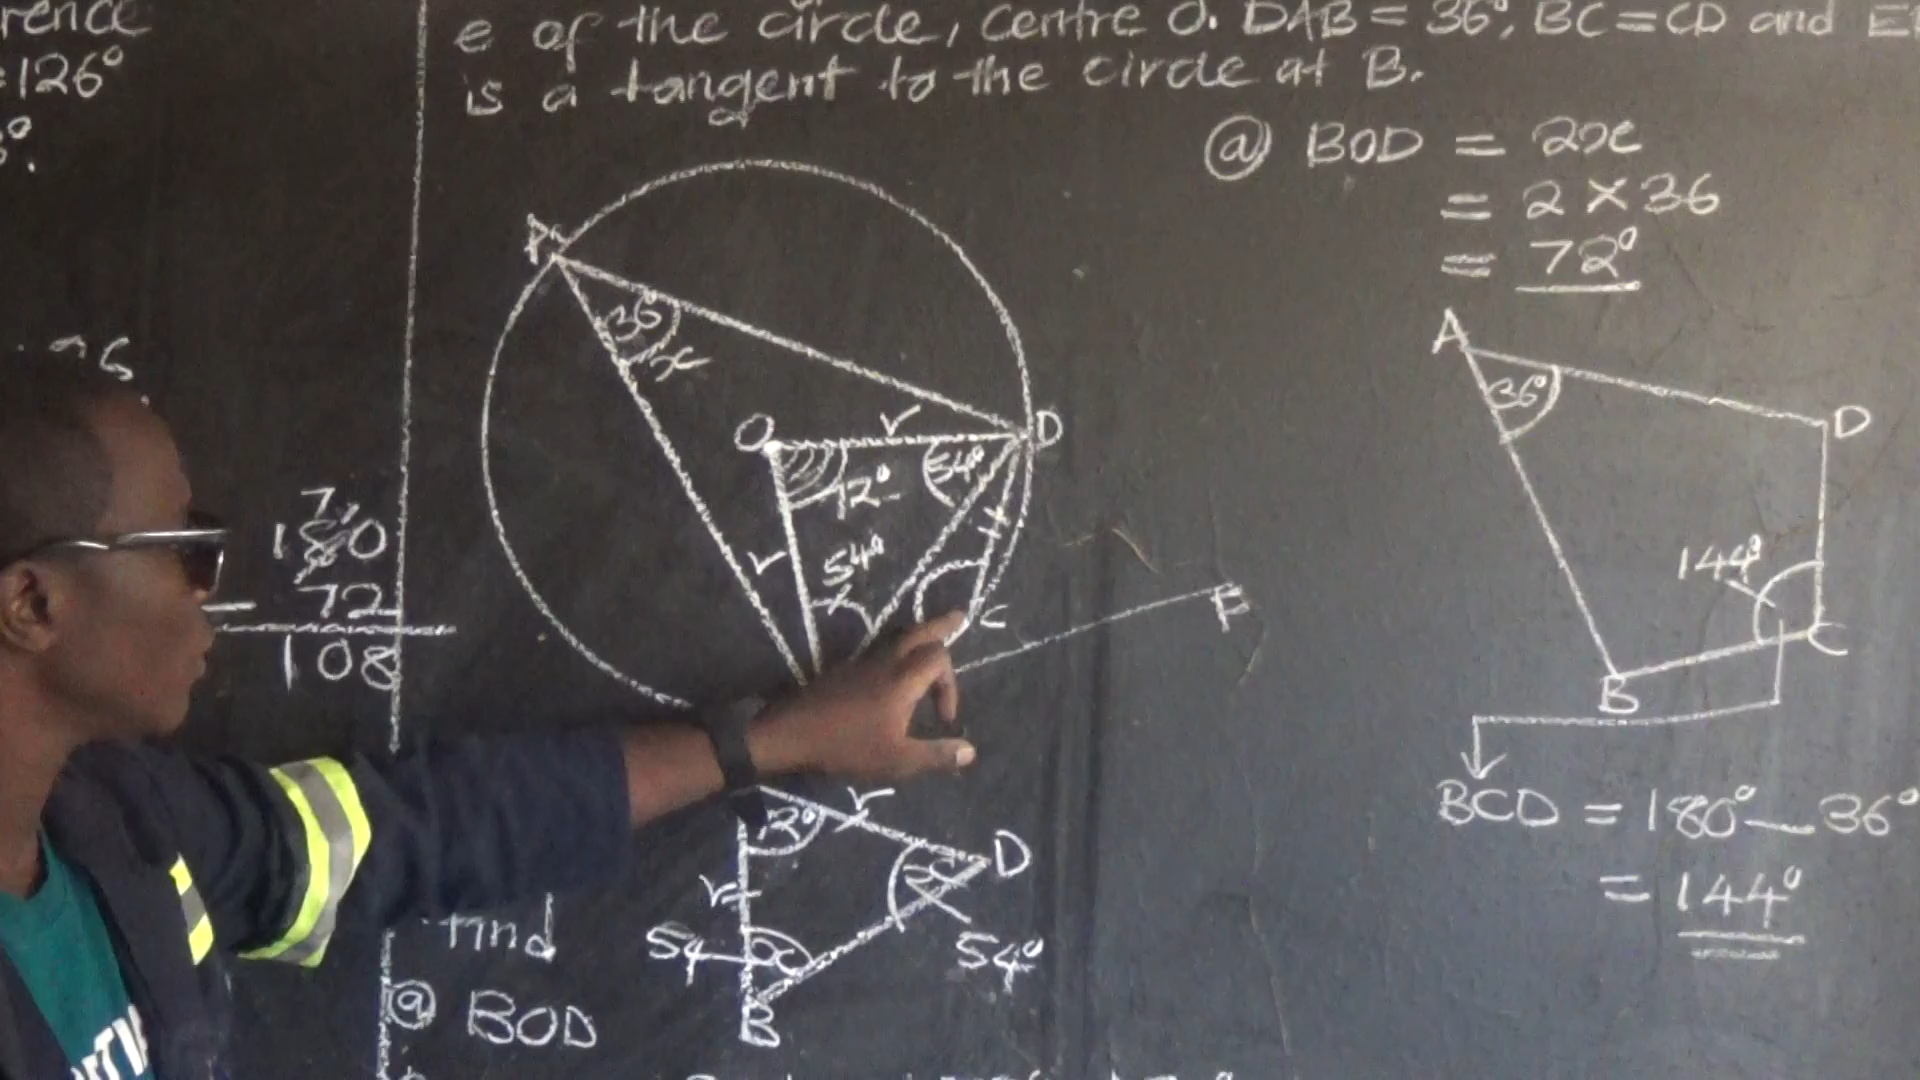 rence
=126°
e of the circle, centre O. DAB = 36°, BC = CD and
is a tangent to the circle at B.
@ BOD = 2x
= 2 × 36
= 72°
A
36°
x
O
r
D
72°
54°
r
54°
x
C
F
A
36°
D
144°
B
C
BCD = 180° — 36°
= 144°
7
180
— 72
108
72°
r
D
r
x
54
x
54°
B
find
@ BOD